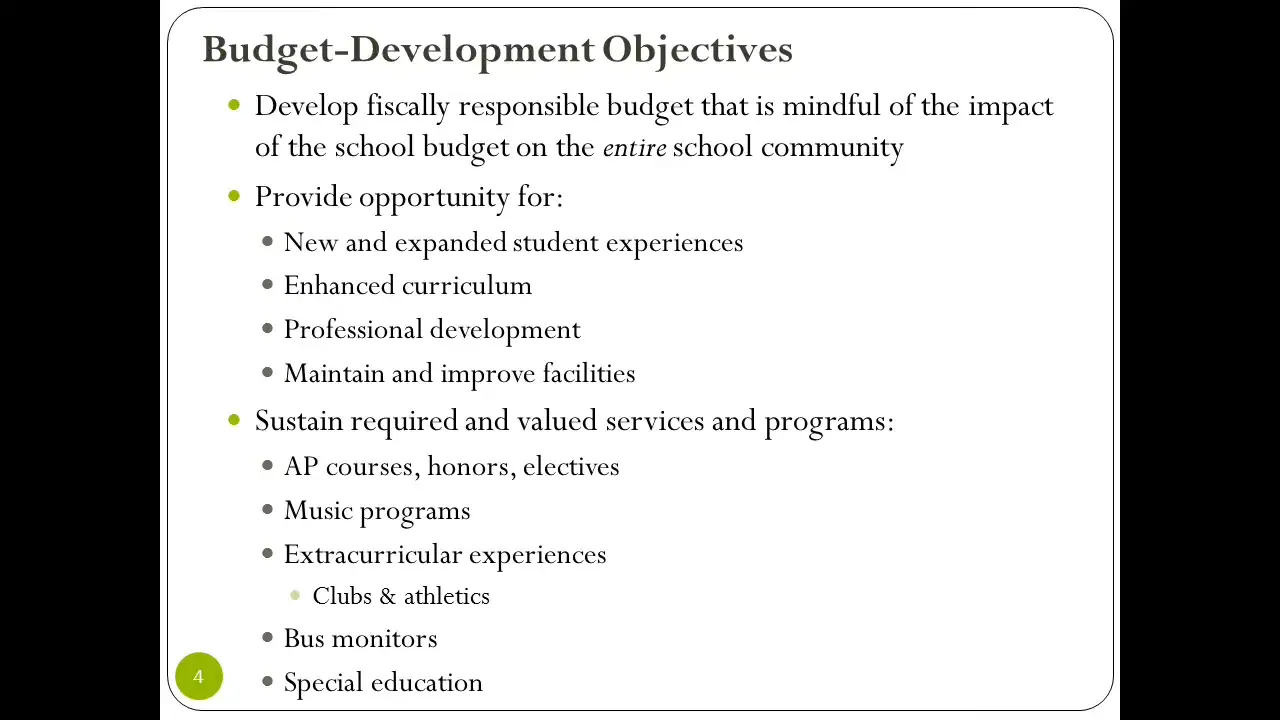 Budget-Development Objectives
• Develop fiscally responsible budget that is mindful of the impact
of the school budget on the entire school community
• Provide opportunity for:
• New and expanded student experiences
• Enhanced curriculum
• Professional development
• Maintain and improve facilities
• Sustain required and valued services and programs:
• AP courses, honors, electives
• Music programs
• Extracurricular experiences
• Clubs & athletics
• Bus monitors
• Special education
4